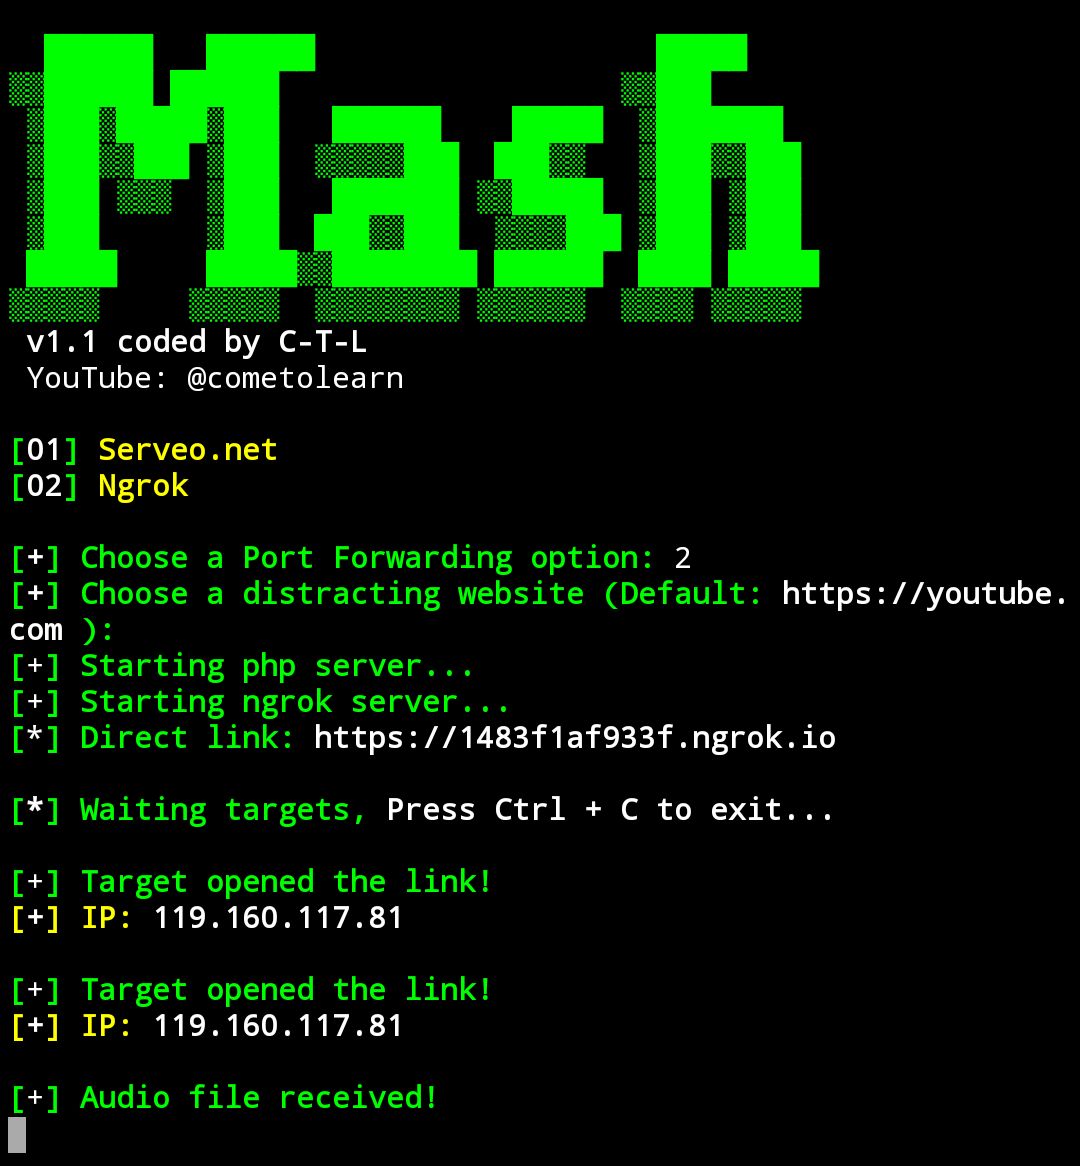 Mash
v1.1 coded by C-T-L
YouTube: @cometolearn
[01] Serveo.net
[02] Ngrok
[+] Choose a Port Forwarding option: 2
[+] Choose a distracting website (Default: https://youtube.
com ):
[+] Starting php server...
[+] Starting ngrok server...
[*] Direct link: https://1483f1af933f.ngrok.io
[*] Waiting targets, Press Ctrl + C to exit...
[+] Target opened the link!
[+] IP: 119.160.117.81
[+] Target opened the link!
[+] IP: 119.160.117.81
[+] Audio file received!